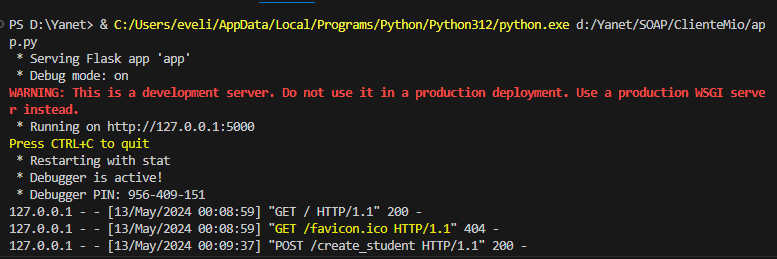 PS D:\Yanet> & C:/Users/eveli/AppData/Local/Programs/Python/Python312/python.exe d:/Yanet/SOAP/ClienteMio/ap
p.py
 * Serving Flask app 'app'
 * Debug mode: on
WARNING: This is a development server. Do not use it in a production deployment. Use a production WSGI serve
r instead.
 * Running on http://127.0.0.1:5000
Press CTRL+C to quit
 * Restarting with stat
 * Debugger is active!
 * Debugger PIN: 956-409-151
127.0.0.1 - - [13/May/2024 00:08:59] "GET / HTTP/1.1" 200 -
127.0.0.1 - - [13/May/2024 00:08:59] "GET /favicon.ico HTTP/1.1" 404 -
127.0.0.1 - - [13/May/2024 00:09:37] "POST /create_student HTTP/1.1" 200 -